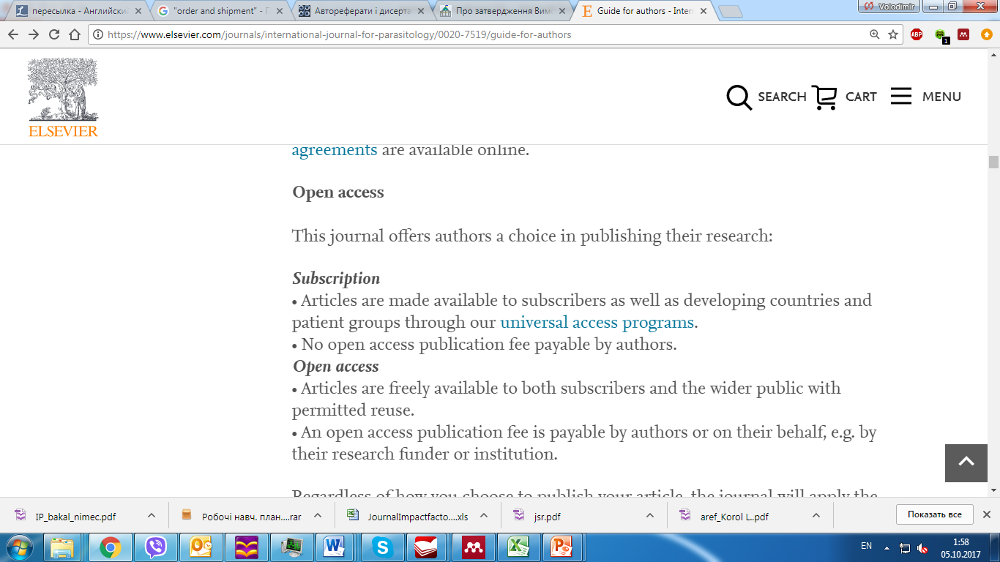 пересылка - Английски
"order and shipment" - П
Автореферати і дисерта
Про затвердження Вим
Guide for authors - Inter
Volodimir
https://www.elsevier.com/journals/international-journal-for-parasitology/0020-7519/guide-for-authors
ABP
1
ELSEVIER
SEARCH
CART
MENU
agreements are available online.
Open access
This journal offers authors a choice in publishing their research:
Subscription
• Articles are made available to subscribers as well as developing countries and
patient groups through our universal access programs.
• No open access publication fee payable by authors.
Open access
• Articles are freely available to both subscribers and the wider public with
permitted reuse.
• An open access publication fee is payable by authors or on their behalf, e.g. by
their research funder or institution.
Regardless of how you choose to publish your article, the journal will apply the
IP_bakal_nimec.pdf
Робочі навч. план....rar
JournalImpactfacto....xls
jsr.pdf
aref_Korol L..pdf
Показать все
EN
1:58
05.10.2017